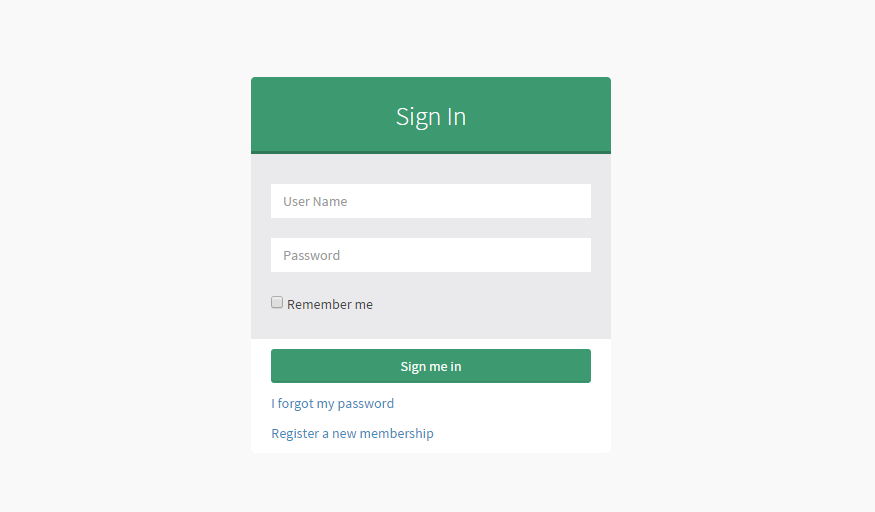 Sign In
User Name
Password
Remember me
Sign me in
I forgot my password
Register a new membership